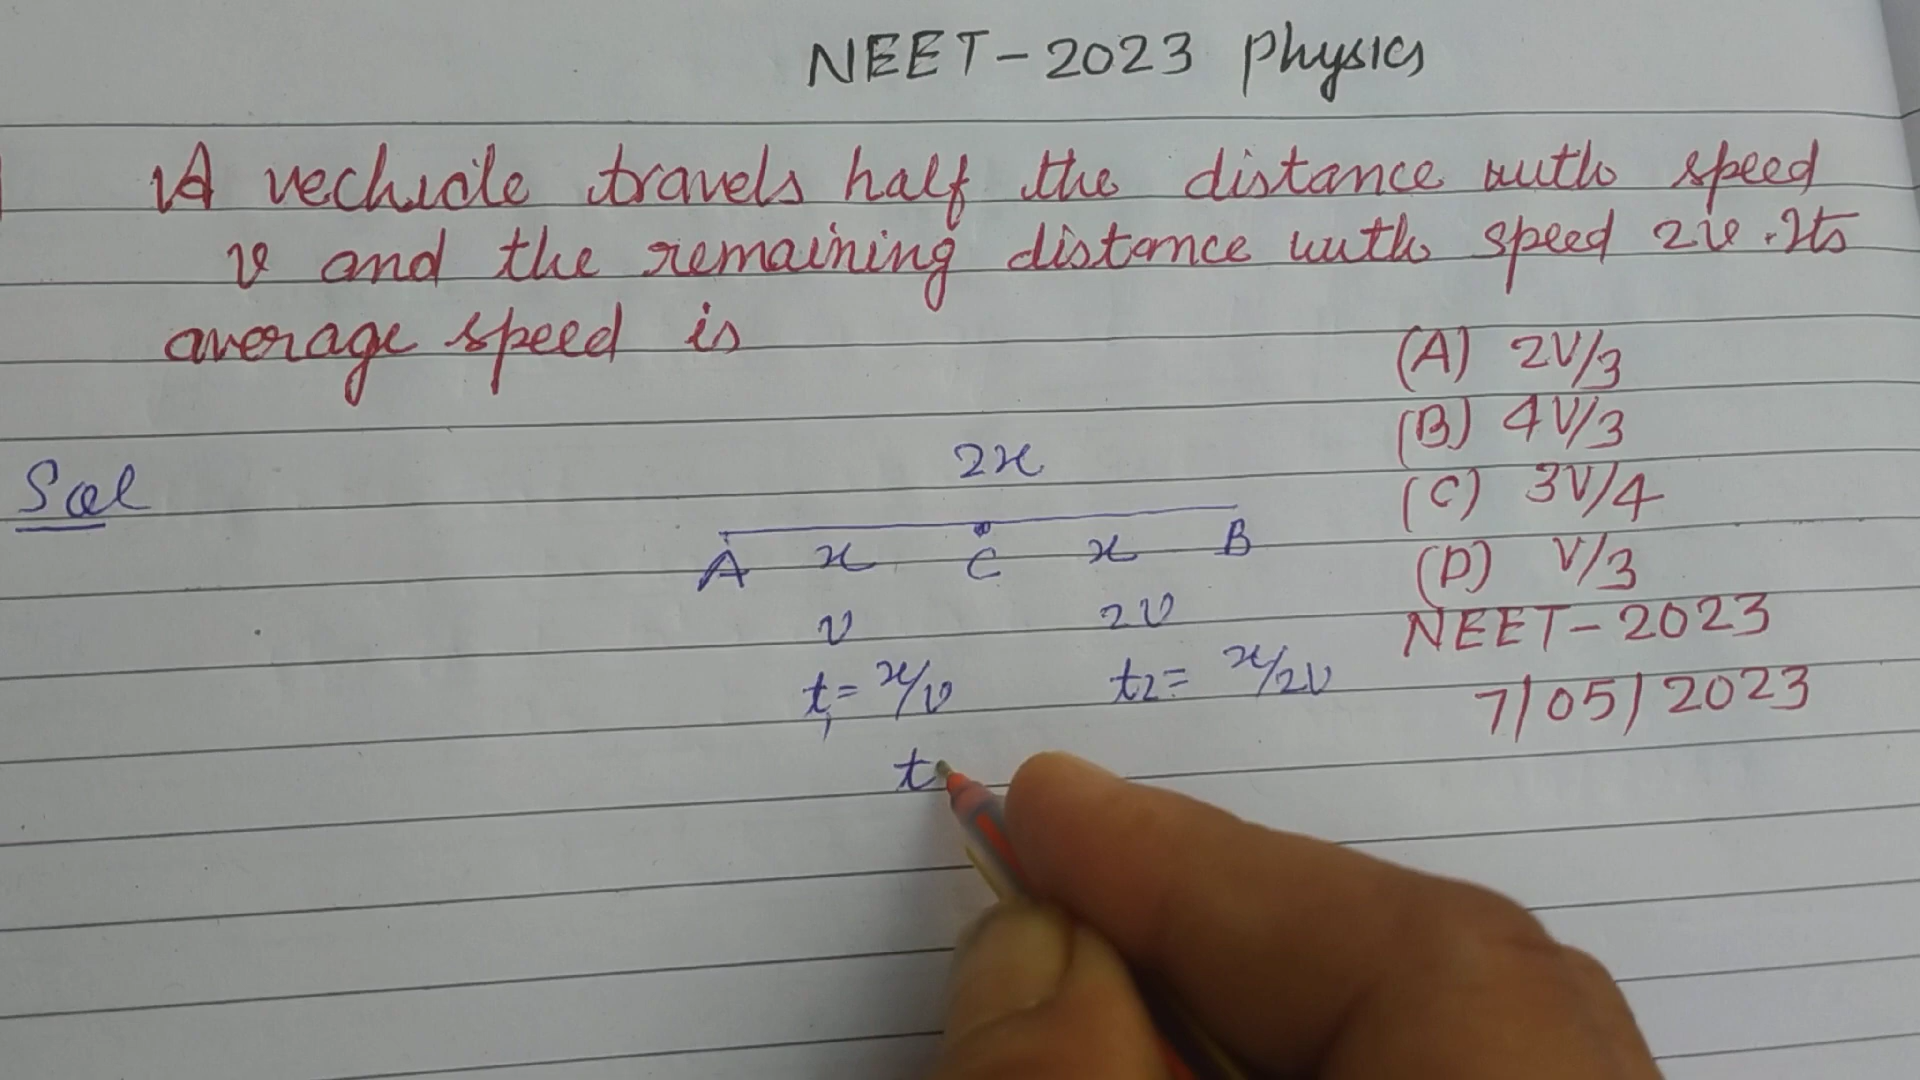 NEET-2023 Physics
A vechicle travels half the distance with speed
v and the remaining distance with speed 2v. Its
average speed is
(A) 2V/3
(B) 4V/3
(C) 3V/4
(D) V/3
NEET-2023
7/05/2023
Sol
2x
A x C x B
v 2v
t1= x/v t2= x/2v
t